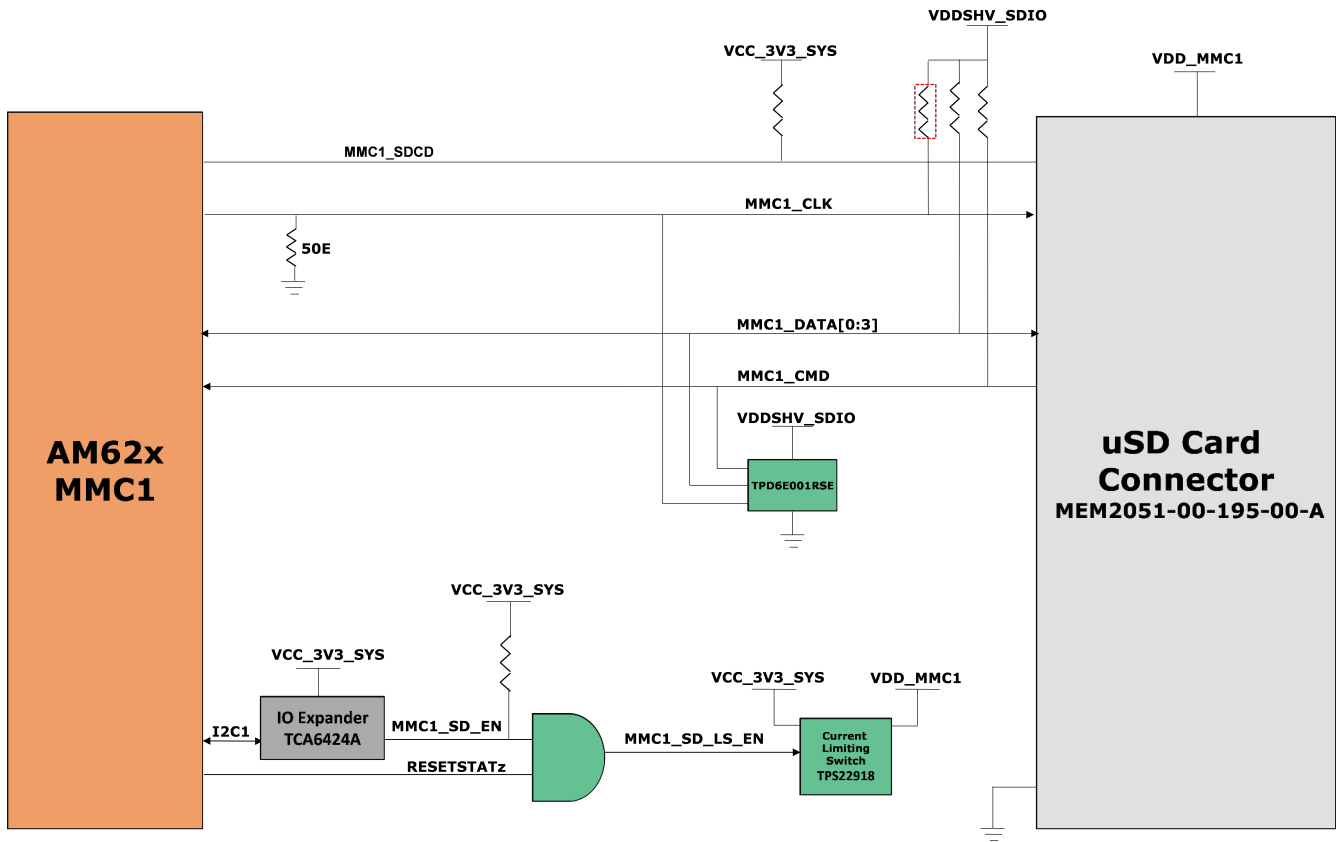 VDDSHV_SDIO
VCC_3V3_SYS
VDD_MMC1
MMC1_SDCD
MMC1_CLK
50E
MMC1_DATA[0:3]
MMC1_CMD
VDDSHV_SDIO
AM62x
MMC1
TPD6E001RSE
uSD Card
Connector
MEM2051-00-195-00-A
VCC_3V3_SYS
VCC_3V3_SYS
VCC_3V3_SYS
VDD_MMC1
IO Expander
TCA6424A
I2C1
MMC1_SD_EN
MMC1_SD_LS_EN
RESETSTATz
Current
Limiting
Switch
TPS22918